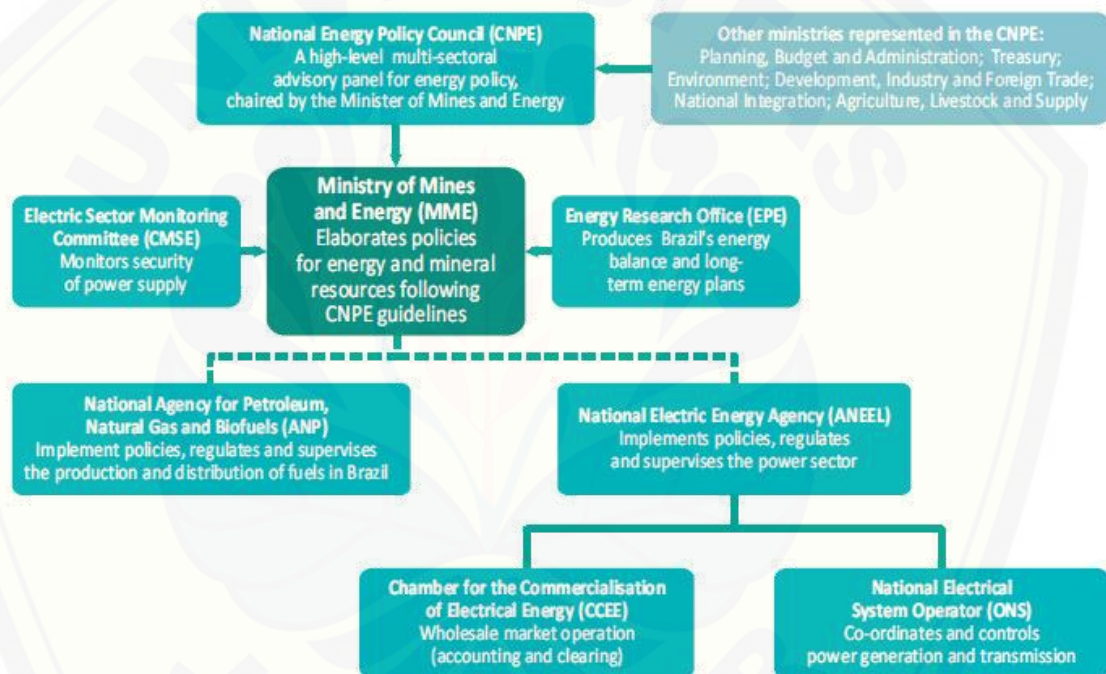 National Energy Policy Council (CNPE)
A high-level multi-sectoral
advisory panel for energy policy,
chaired by the Minister of Mines and Energy
Other ministries represented in the CNPE:
Planning, Budget and Administration; Treasury;
Environment; Development, Industry and Foreign Trade;
National Integration; Agriculture, Livestock and Supply
Electric Sector Monitoring
Committee (CMSE)
Monitors security
of power supply
Ministry of Mines
and Energy (MME)
Elaborates policies
for energy and mineral
resources following
CNPE guidelines
Energy Research Office (EPE)
Produces Brazil's energy
balance and long-
term energy plans
National Agency for Petroleum,
Natural Gas and Biofuels (ANP)
Implement policies, regulates and supervises
the production and distribution of fuels in Brazil
National Electric Energy Agency (ANEEL)
Implements policies, regulates
and supervises the power sector
Chamber for the Commercialisation
of Electrical Energy (CCEE)
Wholesale market operation
(accounting and clearing)
National Electrical
System Operator (ONS)
Co-ordinates and controls
power generation and transmission